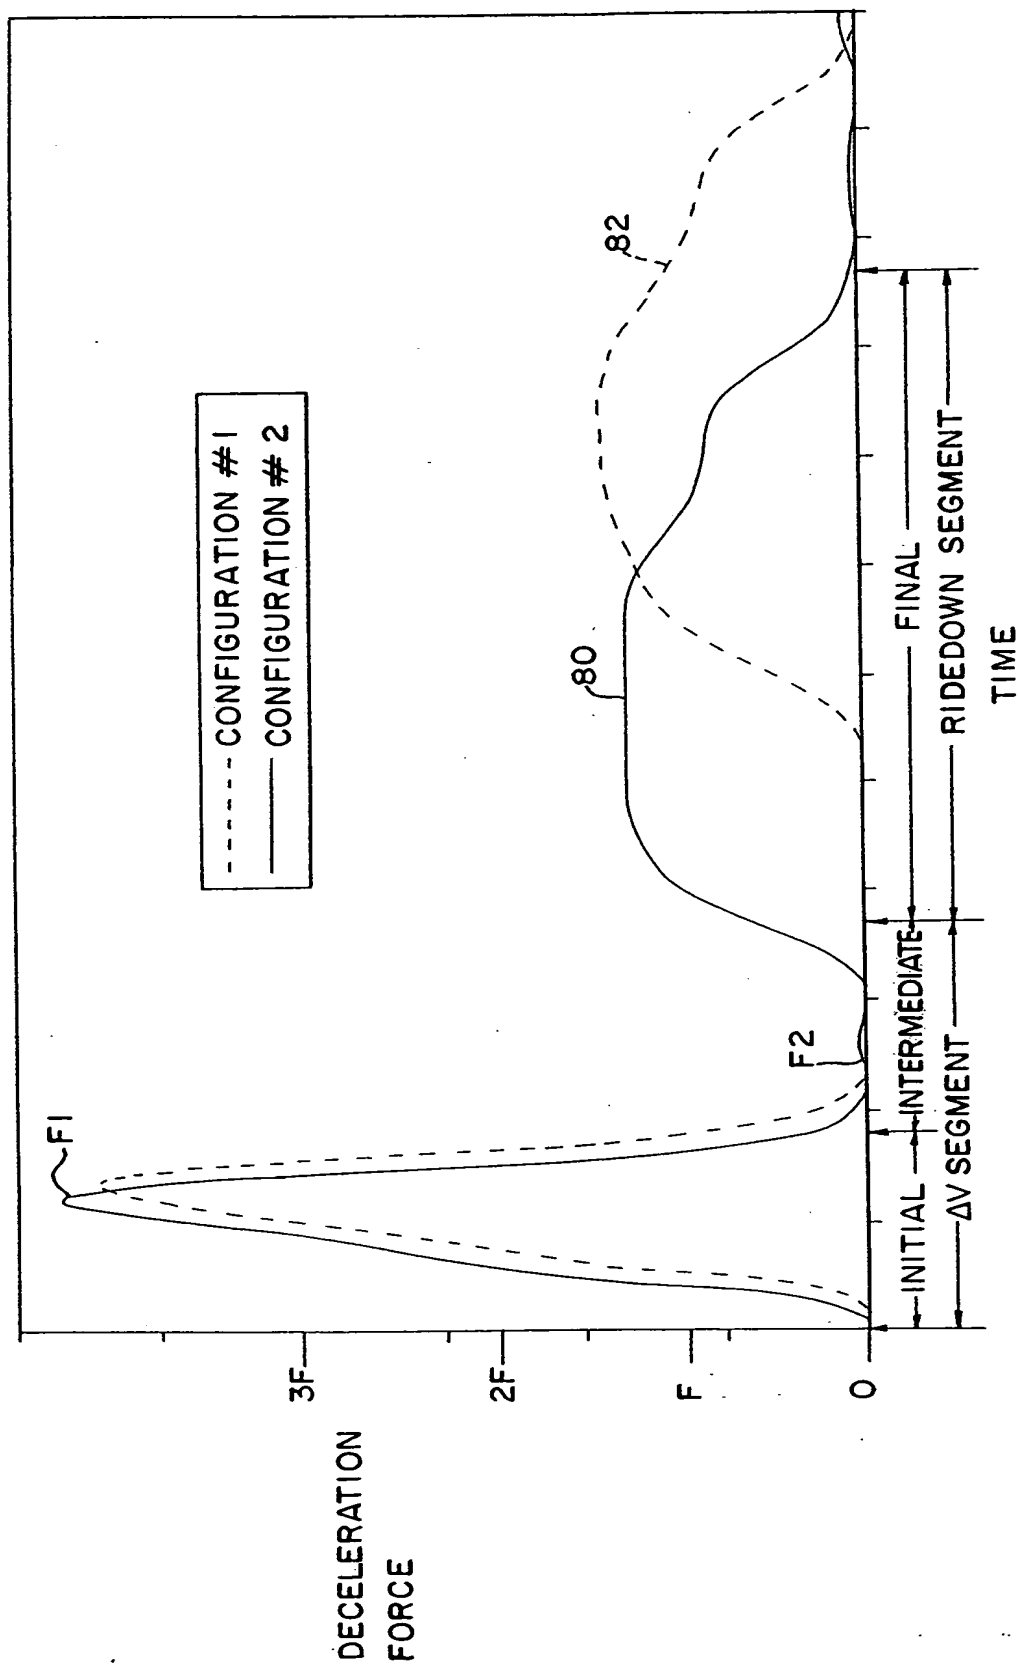 DECELERATION
FORCE
3F
2F
F
0
F1
F2
80
82
CONFIGURATION #1
CONFIGURATION #2
INITIAL
INTERMEDIATE
FINAL
ΔV SEGMENT
RIDEDOWN SEGMENT
TIME